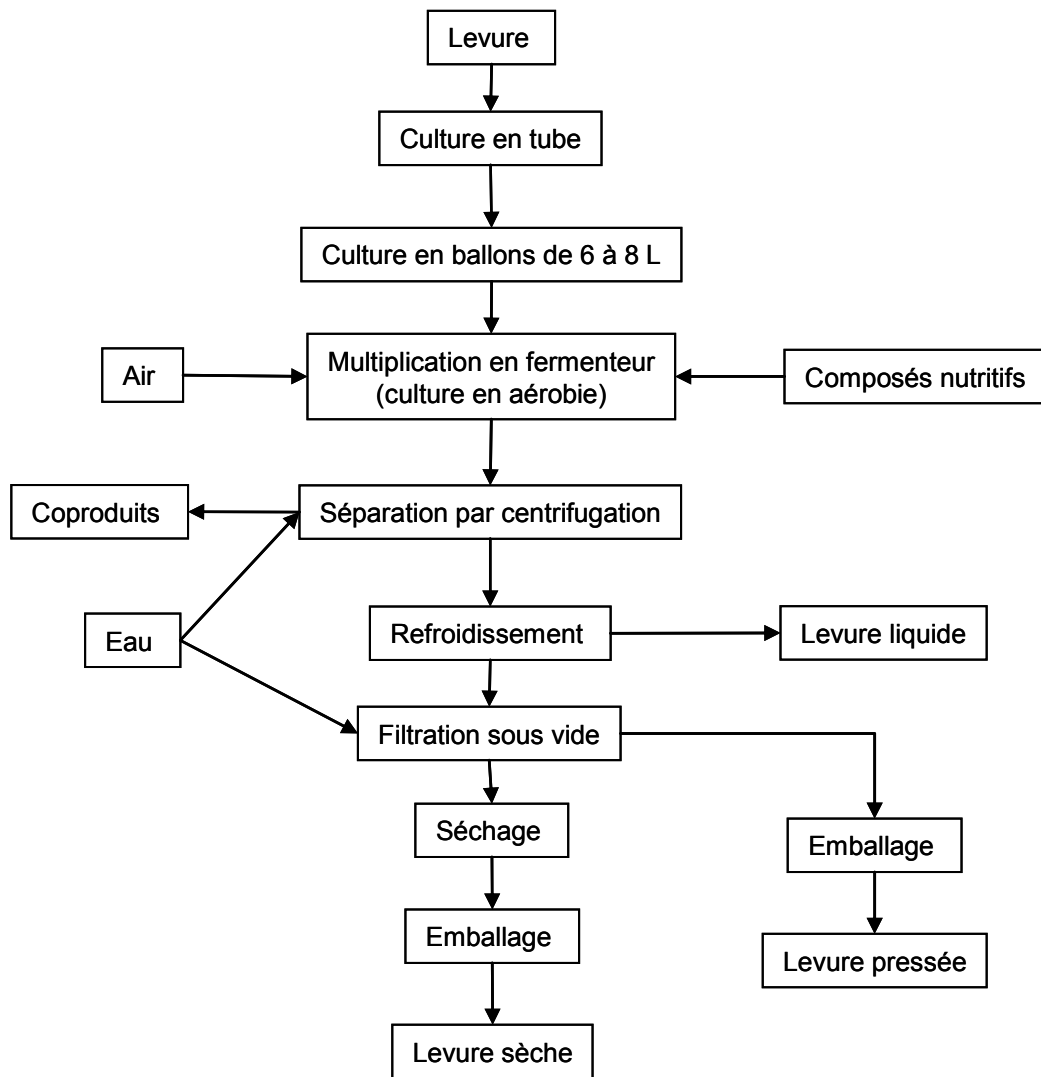 Levure
Culture en tube
Culture en ballons de 6 à 8 L
Air
Multiplication en fermenteur
(culture en aérobie)
Composés nutritifs
Coproduits
Séparation par centrifugation
Eau
Refroidissement
Levure liquide
Filtration sous vide
Séchage
Emballage
Emballage
Levure pressée
Levure sèche